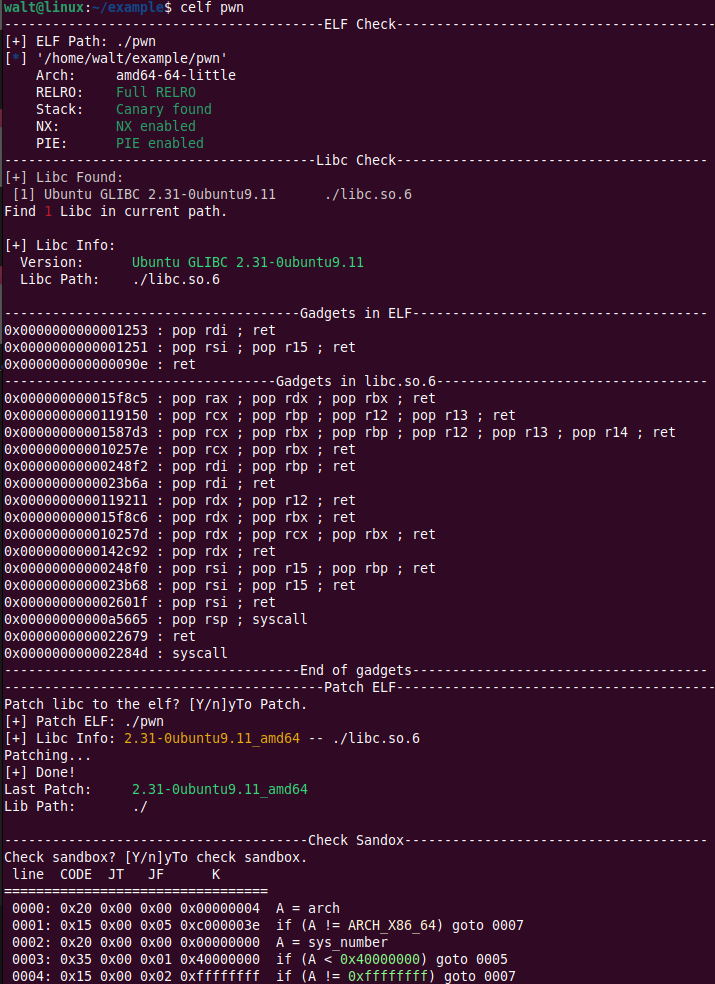 walt@linux:~/example$ celf pwn
----------------------------------------ELF Check----------------------------------------
[+] ELF Path: ./pwn
[*] '/home/walt/example/pwn'
    Arch:     amd64-64-little
    RELRO:    Full RELRO
    Stack:    Canary found
    NX:       NX enabled
    PIE:      PIE enabled
---------------------------------------Libc Check---------------------------------------
[+] Libc Found:
 [1] Ubuntu GLIBC 2.31-0ubuntu9.11      ./libc.so.6
Find 1 Libc in current path.
[+] Libc Info:
  Version:      Ubuntu GLIBC 2.31-0ubuntu9.11
  Libc Path:    ./libc.so.6
-------------------------------------Gadgets in ELF-------------------------------------
0x0000000000001253 : pop rdi ; ret
0x0000000000001251 : pop rsi ; pop r15 ; ret
0x000000000000090e : ret
----------------------------------Gadgets in libc.so.6----------------------------------
0x000000000015f8c5 : pop rax ; pop rdx ; pop rbx ; ret
0x0000000000119150 : pop rcx ; pop rbp ; pop r12 ; pop r13 ; ret
0x00000000001587d3 : pop rcx ; pop rbx ; pop rbp ; pop r12 ; pop r13 ; pop r14 ; ret
0x000000000010257e : pop rcx ; pop rbx ; ret
0x00000000000248f2 : pop rdi ; pop rbp ; ret
0x0000000000023b6a : pop rdi ; ret
0x0000000000119211 : pop rdx ; pop r12 ; ret
0x000000000015f8c6 : pop rdx ; pop rbx ; ret
0x000000000010257d : pop rdx ; pop rcx ; pop rbx ; ret
0x0000000000142c92 : pop rdx ; ret
0x00000000000248f0 : pop rsi ; pop r15 ; pop rbp ; ret
0x0000000000023b68 : pop rsi ; pop r15 ; ret
0x000000000002601f : pop rsi ; ret
0x00000000000a5665 : pop rsp ; syscall
0x0000000000022679 : ret
0x000000000002284d : syscall
-------------------------------------End of gadgets-------------------------------------
----------------------------------------Patch ELF----------------------------------------
Patch libc to the elf? [Y/n]yTo Patch.
[+] Patch ELF: ./pwn
[+] Libc Info: 2.31-0ubuntu9.11_amd64 -- ./libc.so.6
Patching...
[+] Done!
Last Patch:     2.31-0ubuntu9.11_amd64
Lib Path:       ./
--------------------------------------Check Sandox--------------------------------------
Check sandbox? [Y/n]yTo check sandbox.
 line  CODE  JT   JF      K
=================================
 0000: 0x20 0x00 0x00 0x00000004  A = arch
 0001: 0x15 0x00 0x05 0xc000003e  if (A != ARCH_X86_64) goto 0007
 0002: 0x20 0x00 0x00 0x00000000  A = sys_number
 0003: 0x35 0x00 0x01 0x40000000  if (A < 0x40000000) goto 0005
 0004: 0x15 0x00 0x02 0xffffffff  if (A != 0xffffffff) goto 0007